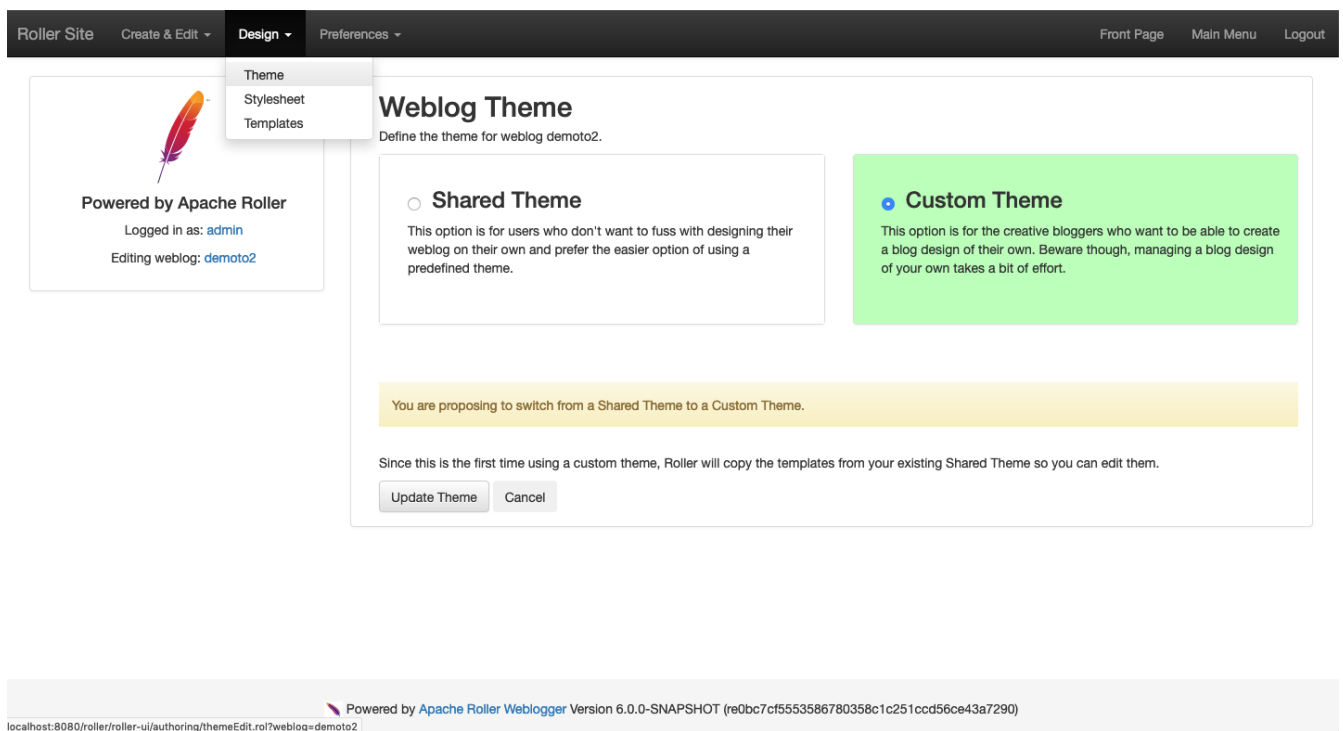 Roller Site Create & Edit Design Preferences Front Page Main Menu Logout
Theme
Stylesheet
Templates
Powered by Apache Roller
Logged in as: admin
Editing weblog: demoto2
Weblog Theme
Define the theme for weblog demoto2.
Shared Theme
This option is for users who don't want to fuss with designing their
weblog on their own and prefer the easier option of using a
predefined theme.
Custom Theme
This option is for the creative bloggers who want to be able to create
a blog design of their own. Beware though, managing a blog design
of your own takes a bit of effort.
You are proposing to switch from a Shared Theme to a Custom Theme.
Since this is the first time using a custom theme, Roller will copy the templates from your existing Shared Theme so you can edit them.
Update Theme Cancel
Powered by Apache Roller Weblogger Version 6.0.0-SNAPSHOT (re0bc7cf5553586780358c1c251ccd56ce43a7290)
localhost:8080/roller/roller-ui/authoring/themeEdit.rol?weblog=demoto2